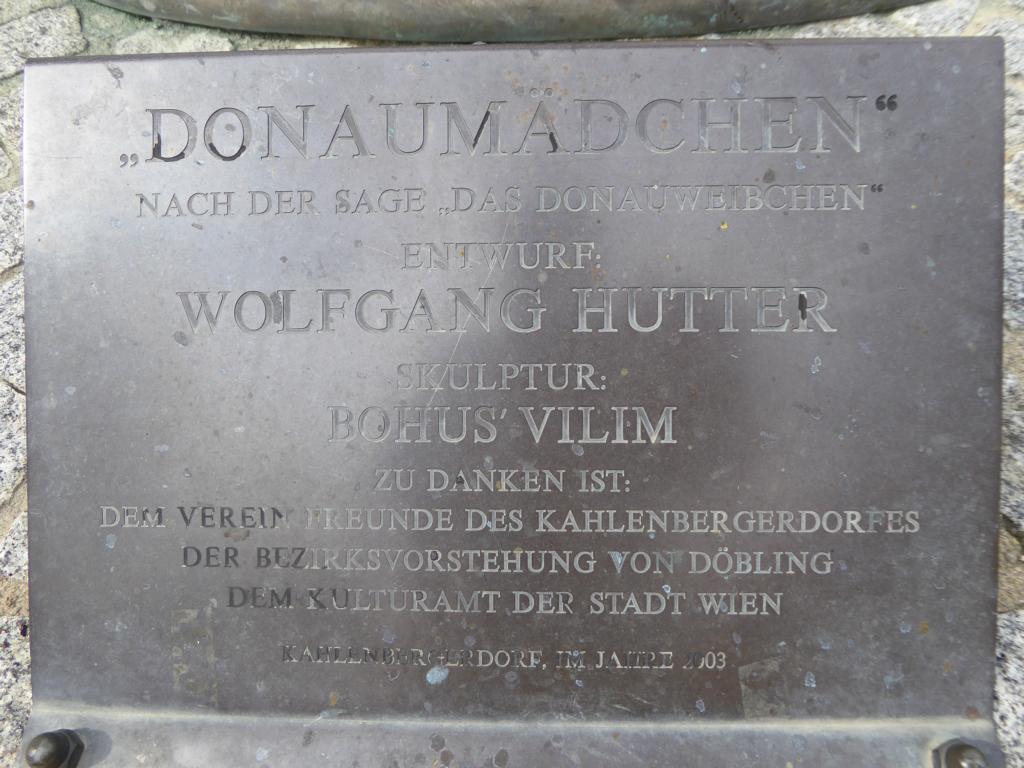 „DONAUMÄDCHEN“
NACH DER SAGE „DAS DONAUWEIBCHEN“
ENTWURF:
WOLFGANG HUTTER
SKULPTUR:
BOHUS' VILIM
ZU DANKEN IST:
DEM VEREIN FREUNDE DES KAHLENBERGERDORFES
DER BEZIRKSVORSTEHUNG VON DÖBLING
DEM KULTURAMT DER STADT WIEN
KAHLENBERGERDORF, IM JAHRE 2003